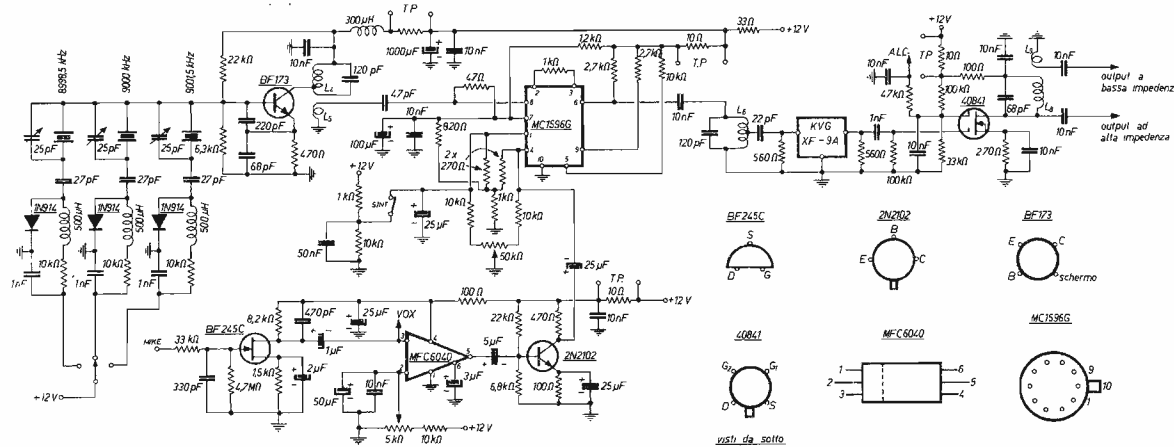 300µH
T.P.
+12V
33Ω
+12V
10nF
1000µF
10nF
1,2kΩ
10Ω
T.P.
22kΩ
BF173
L4
120pF
L5
2,7kΩ
2,7kΩ
10kΩ
8998,5 kHz
9000 kHz
9001,5 kHz
47Ω
1kΩ
47pF
MC1596G
10nF
L6
22pF
120pF
KVG
XF-9A
560Ω
560Ω
1nF
100kΩ
10nF
ALC
10nF
47kΩ
T.P.
10Ω
100Ω
100kΩ
10nF
40841
33kΩ
270Ω
10nF
68pF
L8
10nF
10nF
output a
bassa impedenz
output ad
alta impedenza
25pF
25pF
25pF
6,3kΩ
220pF
68pF
470Ω
100µF
10nF
820Ω
2x
270Ω
27pF
27pF
27pF
1N914
1N914
1N914
500µH
500µH
500µH
10kΩ
10kΩ
10kΩ
1nF
1nF
1nF
+12V
+12V
1kΩ
10kΩ
50nF
25µF
10kΩ
1kΩ
10kΩ
50kΩ
25µF
MIKE
33kΩ
BF245C
330pF
4,7MΩ
8,2kΩ
1,5kΩ
470pF
1µF
2µF
25µF
VOX
MFC6040
50µF
10nF
3µF
5kΩ
10kΩ
+12V
100Ω
5µF
22kΩ
6,8kΩ
470Ω
2N2102
100Ω
25µF
T.P.
10Ω
10nF
+12V
BF245C
S
D
G
2N2102
B
E
C
BF173
E
C
B
schermo
40841
G2
G1
D
S
MFC6040
1
2
3
6
5
4
MC1596G
9
10
1
visti da sotto